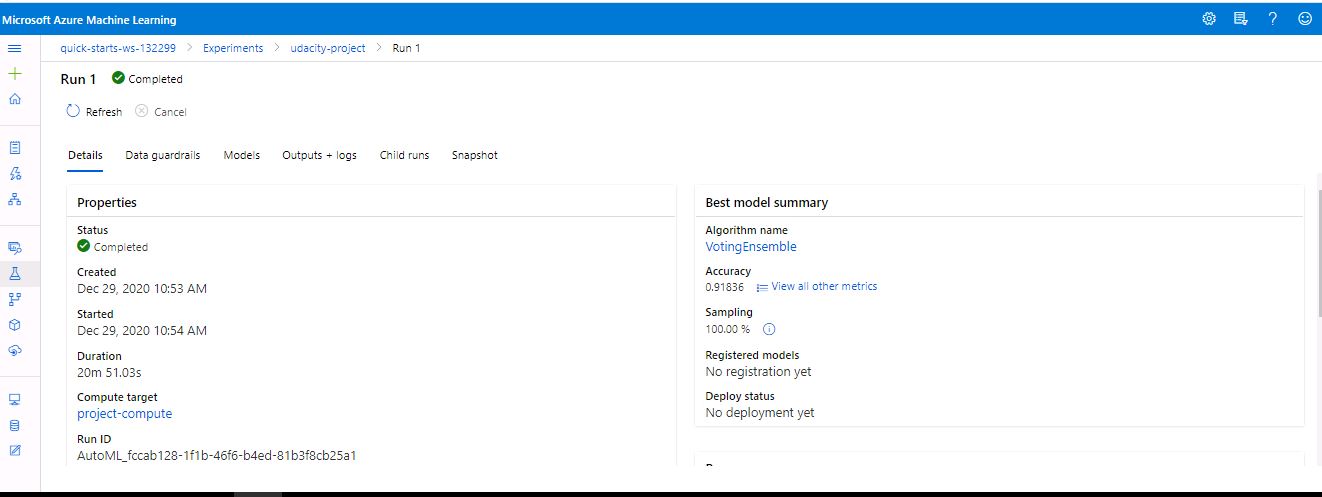 Microsoft Azure Machine Learning
quick-starts-ws-132299 > Experiments > udacity-project > Run 1
Run 1 Completed
Refresh Cancel
Details Data guardrails Models Outputs + logs Child runs Snapshot
Properties
Status
Completed
Created
Dec 29, 2020 10:53 AM
Started
Dec 29, 2020 10:54 AM
Duration
20m 51.03s
Compute target
project-compute
Run ID
AutoML_fccab128-1f1b-46f6-b4ed-81b3f8cb25a1
Best model summary
Algorithm name
VotingEnsemble
Accuracy
0.91836 View all other metrics
Sampling
100.00 %
Registered models
No registration yet
Deploy status
No deployment yet